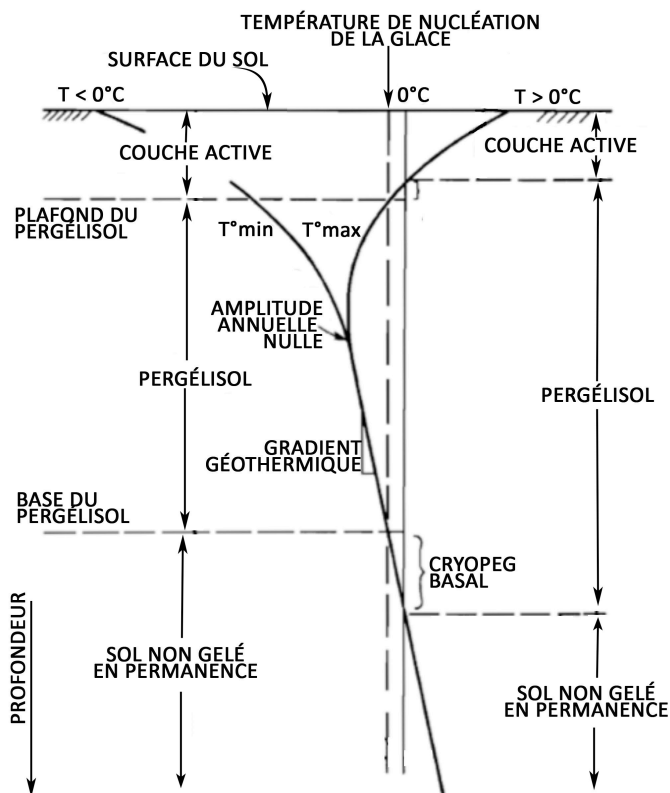 TEMPÉRATURE DE NUCLÉATION
DE LA GLACE
SURFACE DU SOL
T < 0°C
0°C
T > 0°C
COUCHE ACTIVE
COUCHE ACTIVE
PLAFOND DU
PERGÉLISOL
T°min
T°max
AMPLITUDE
ANNUELLE
NULLE
PERGÉLISOL
PERGÉLISOL
GRADIENT
GÉOTHERMIQUE
BASE DU
PERGÉLISOL
CRYOPEG
BASAL
PROFONDEUR
SOL NON GELÉ
EN PERMANENCE
SOL NON GELÉ
EN PERMANENCE